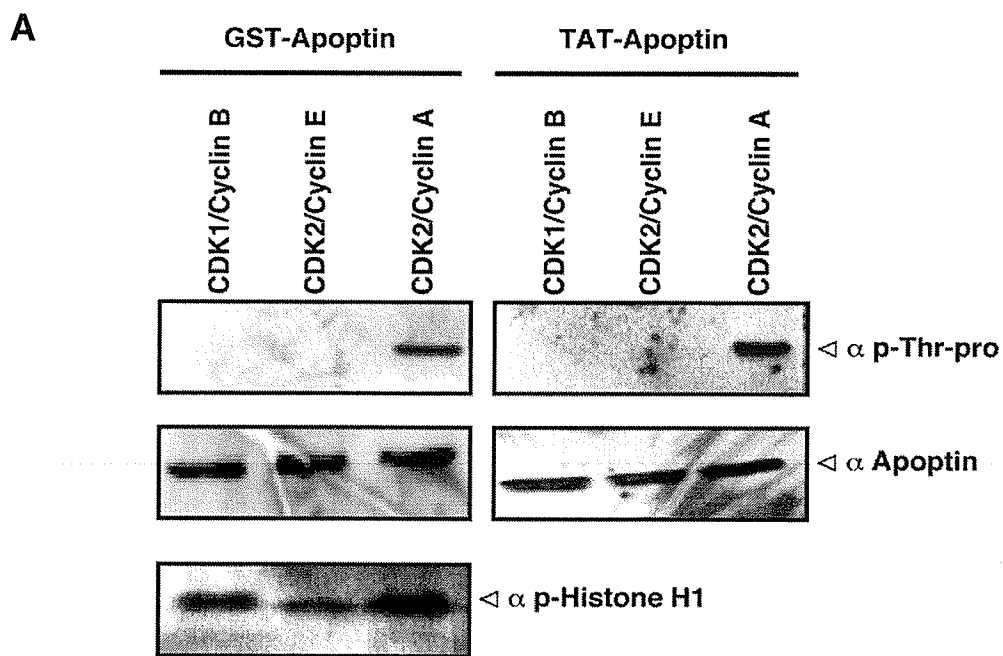 A
GST-Apoptin TAT-Apoptin
CDK1/Cyclin B
CDK2/Cyclin E
CDK2/Cyclin A
CDK1/Cyclin B
CDK2/Cyclin E
CDK2/Cyclin A
◁ α p-Thr-pro
◁ α Apoptin
◁ α p-Histone H1